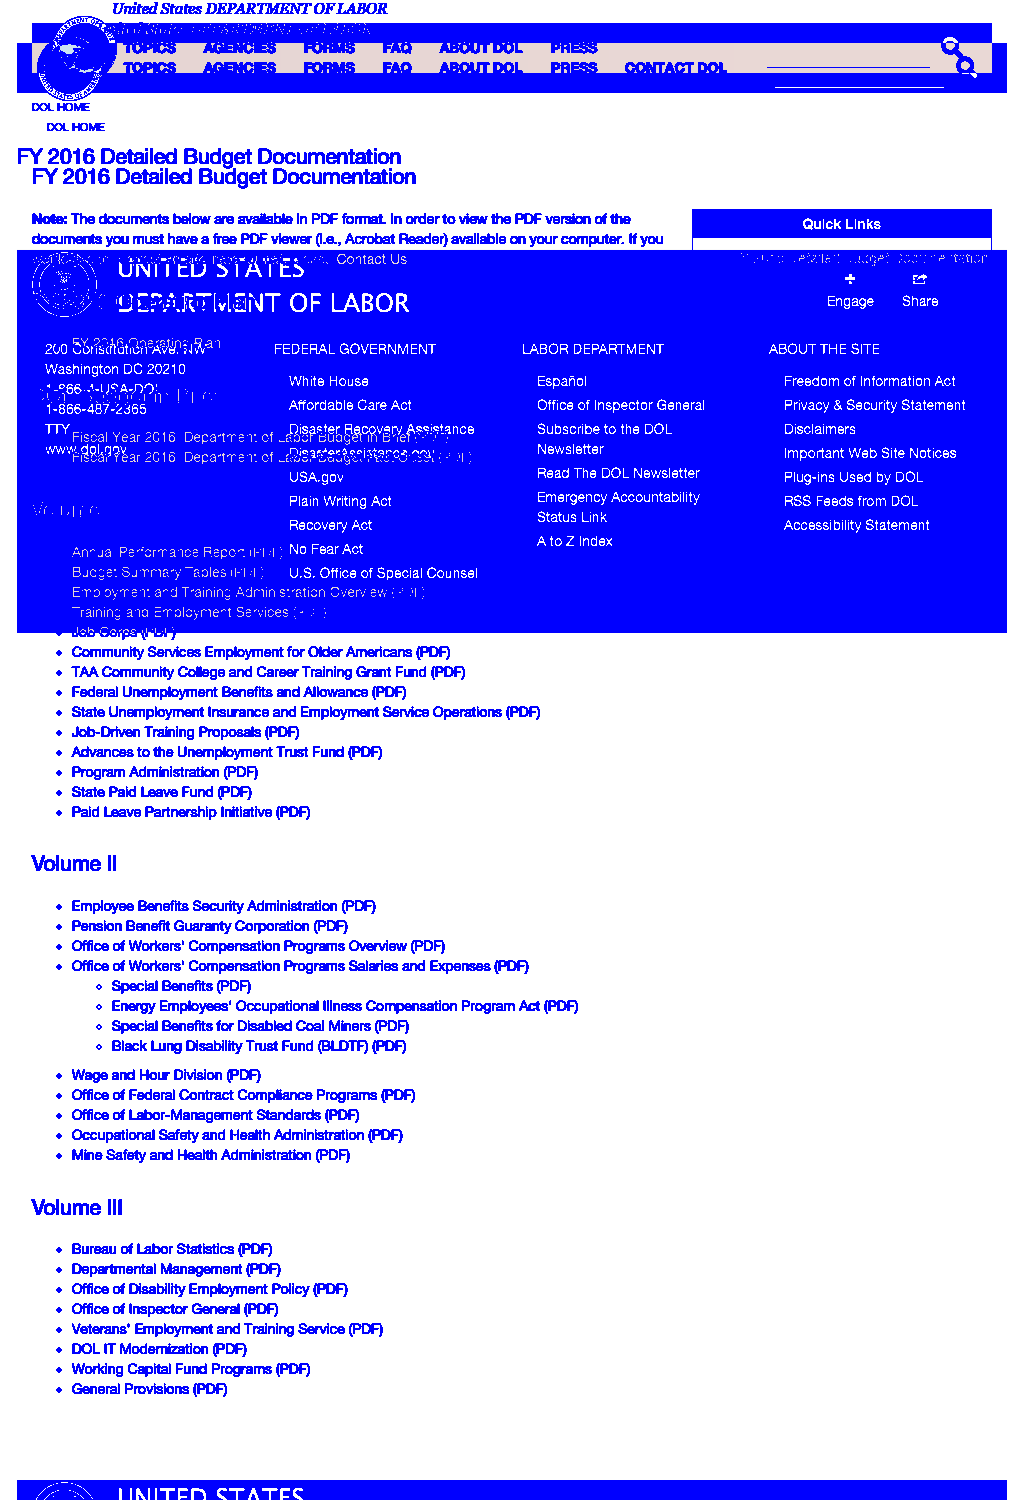 United States DEPARTMENT OF LABOR
TOPICS AGENCIES FORMS FAQ ABOUT DOL PRESS
TOPICS AGENCIES FORMS FAQ ABOUT DOL PRESS CONTACT DOL
DOL HOME
DOL HOME
FY 2016 Detailed Budget Documentation
FY 2016 Detailed Budget Documentation
Note: The documents below are available in PDF format. In order to view the PDF version of the
documents you must have a free PDF viewer (i.e., Acrobat Reader) available on your computer. If you
Quick Links
Contact Us
UNITED STATES
DEPARTMENT OF LABOR
Engage Share
FY 2016 Operating Plan
200 Constitution Ave. NW
Washington DC 20210
1-866-4-USA-DOL
1-866-487-2365
TTY
www.dol.gov
FEDERAL GOVERNMENT
White House
Affordable Care Act
Disaster Recovery Assistance
DisasterAssistance.gov
USA.gov
Plain Writing Act
Recovery Act
No Fear Act
U.S. Office of Special Counsel
LABOR DEPARTMENT
Español
Office of Inspector General
Subscribe to the DOL
Newsletter
Read The DOL Newsletter
Emergency Accountability
Status Link
A to Z Index
ABOUT THE SITE
Freedom of Information Act
Privacy & Security Statement
Disclaimers
Important Web Site Notices
Plug-ins Used by DOL
RSS Feeds from DOL
Accessibility Statement
Fiscal Year 2016 Department of Labor Budget in Brief (PDF)
Fiscal Year 2016 Department of Labor
Annual Performance Report (PDF)
Budget Summary Tables (PDF)
Employment and Training Administration Overview (PDF)
Training and Employment Services (PDF)
Job Corps (PDF)
Community Services Employment for Older Americans (PDF)
TAA Community College and Career Training Grant Fund (PDF)
Federal Unemployment Benefits and Allowance (PDF)
State Unemployment Insurance and Employment Service Operations (PDF)
Job-Driven Training Proposals (PDF)
Advances to the Unemployment Trust Fund (PDF)
Program Administration (PDF)
State Paid Leave Fund (PDF)
Paid Leave Partnership Initiative (PDF)
Volume II
Employee Benefits Security Administration (PDF)
Pension Benefit Guaranty Corporation (PDF)
Office of Workers' Compensation Programs Overview (PDF)
Office of Workers' Compensation Programs Salaries and Expenses (PDF)
Special Benefits (PDF)
Energy Employees' Occupational Illness Compensation Program Act (PDF)
Special Benefits for Disabled Coal Miners (PDF)
Black Lung Disability Trust Fund (BLDTF) (PDF)
Wage and Hour Division (PDF)
Office of Federal Contract Compliance Programs (PDF)
Office of Labor-Management Standards (PDF)
Occupational Safety and Health Administration (PDF)
Mine Safety and Health Administration (PDF)
Volume III
Bureau of Labor Statistics (PDF)
Departmental Management (PDF)
Office of Disability Employment Policy (PDF)
Office of Inspector General (PDF)
Veterans' Employment and Training Service (PDF)
DOL IT Modernization (PDF)
Working Capital Fund Programs (PDF)
General Provisions (PDF)
UNITED STATES